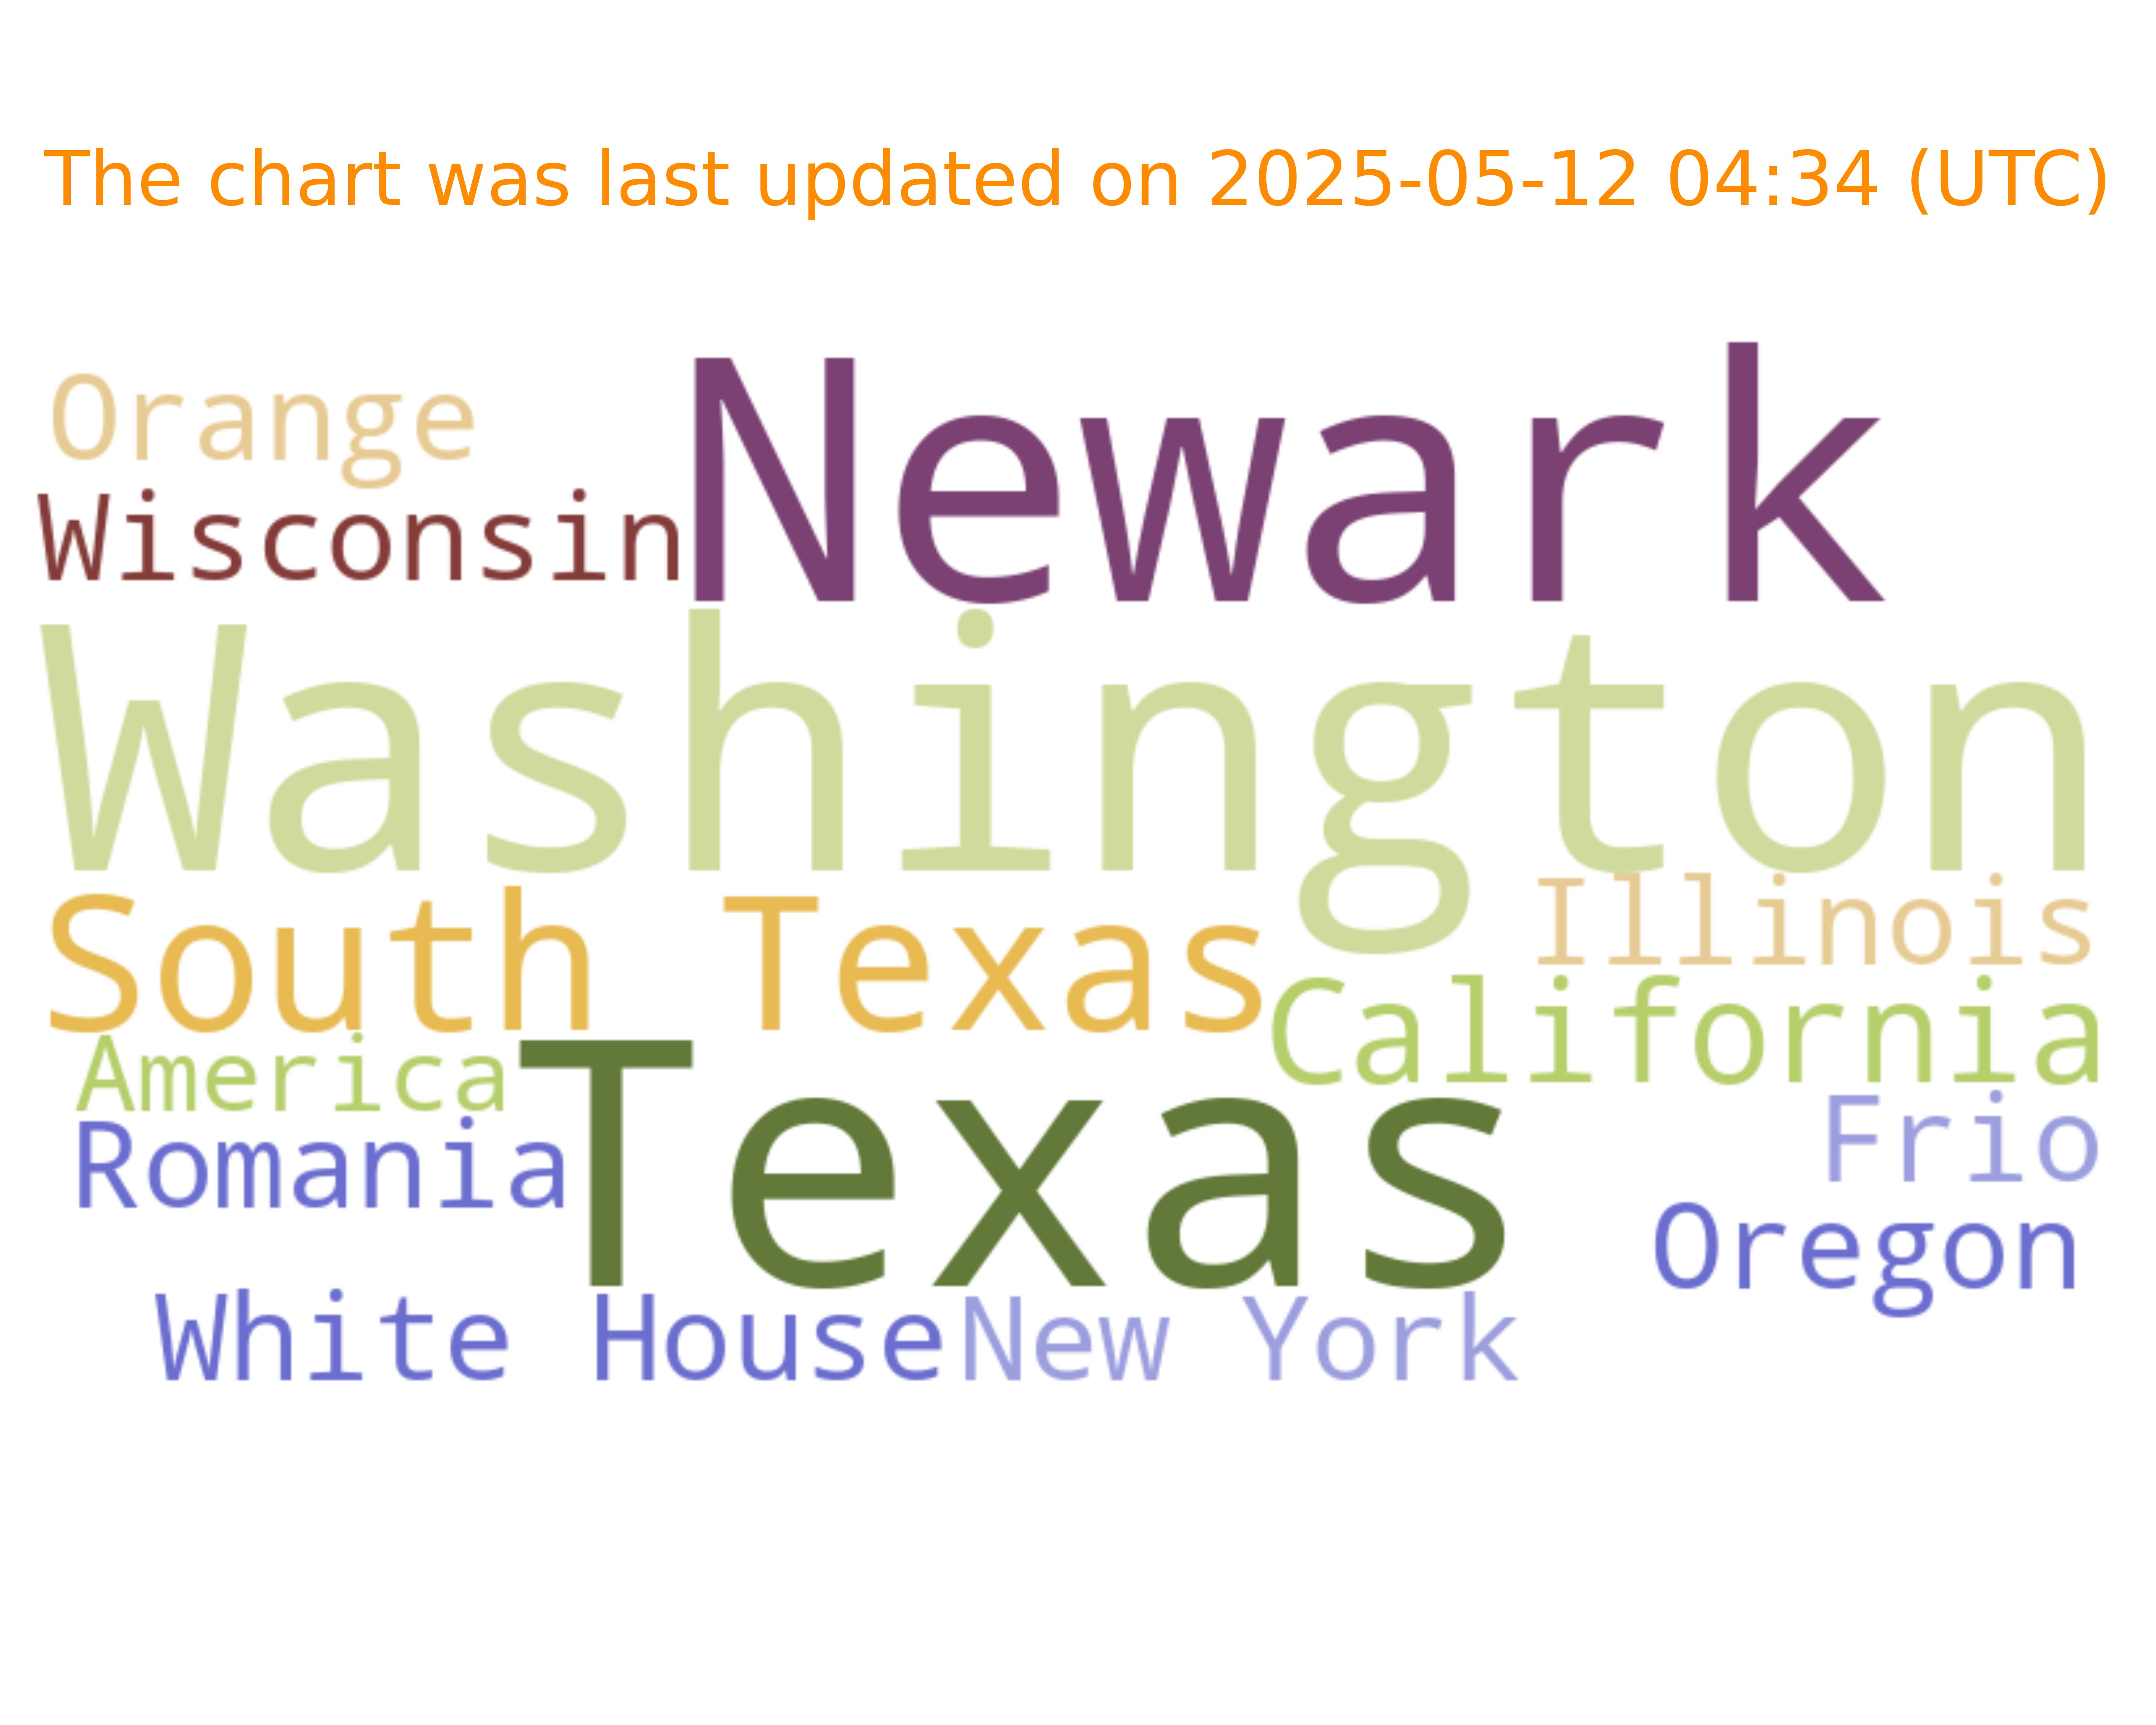 The chart was last updated on 2025-05-12 04:34 (UTC)
Orange
Newark
Wisconsin
Washington
South Texas
Illinois
California
America
Texas
Romania
Frio
Oregon
White House
New York